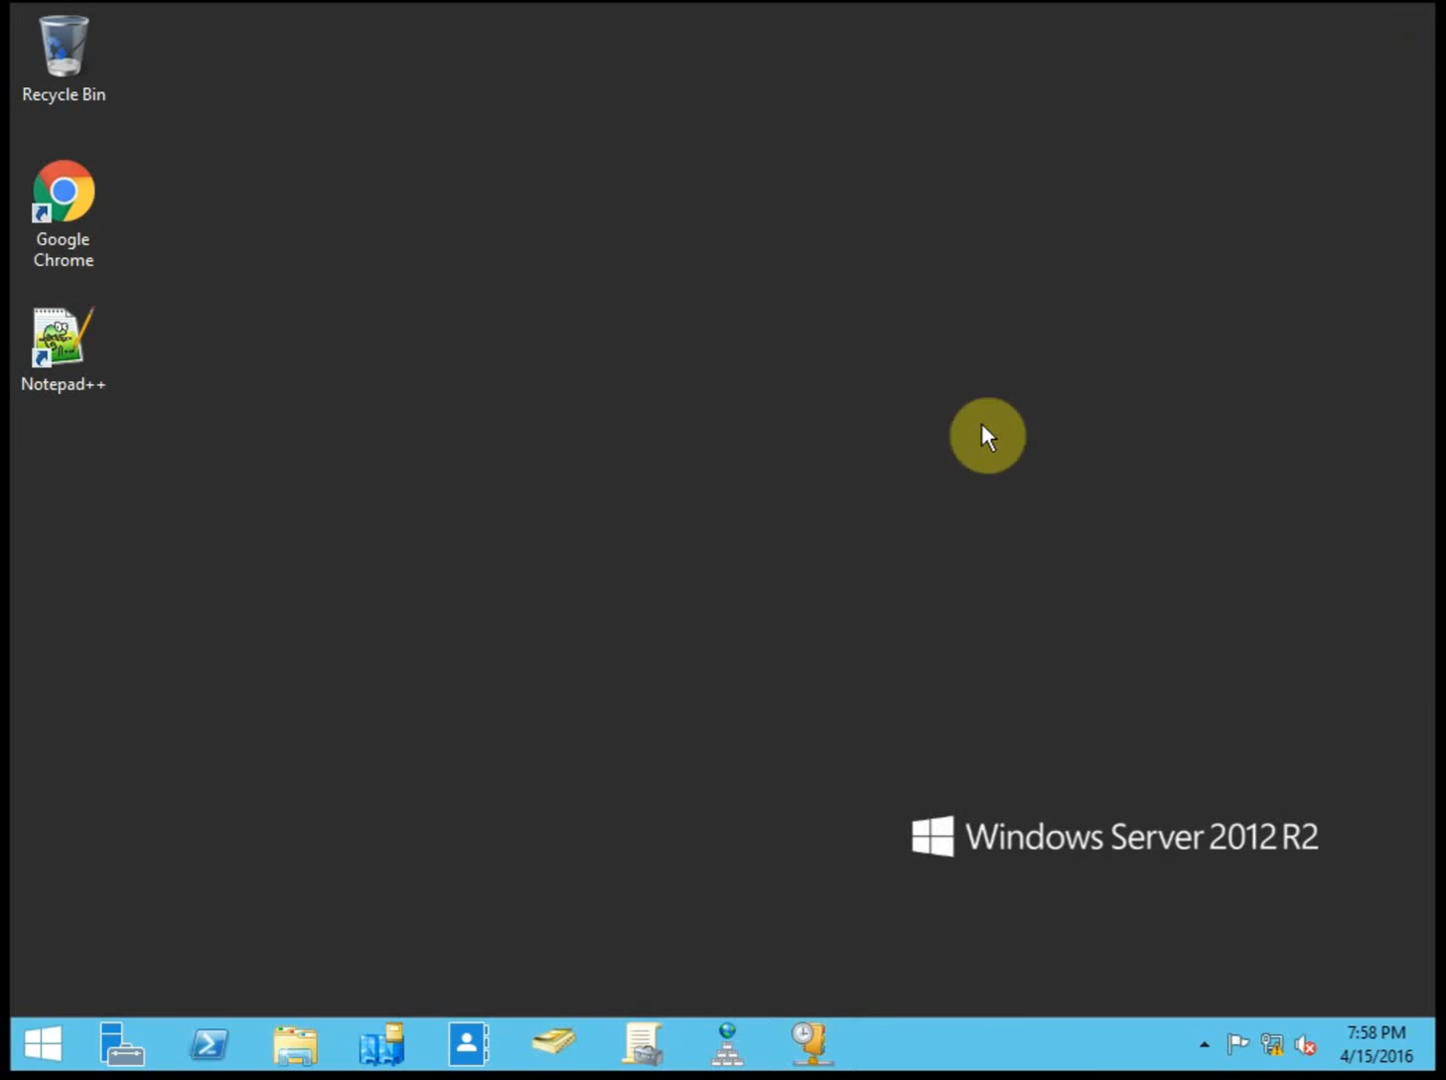 Recycle Bin
Google
Chrome
Notepad++
Windows Server 2012 R2
7:58 PM
4/15/2016